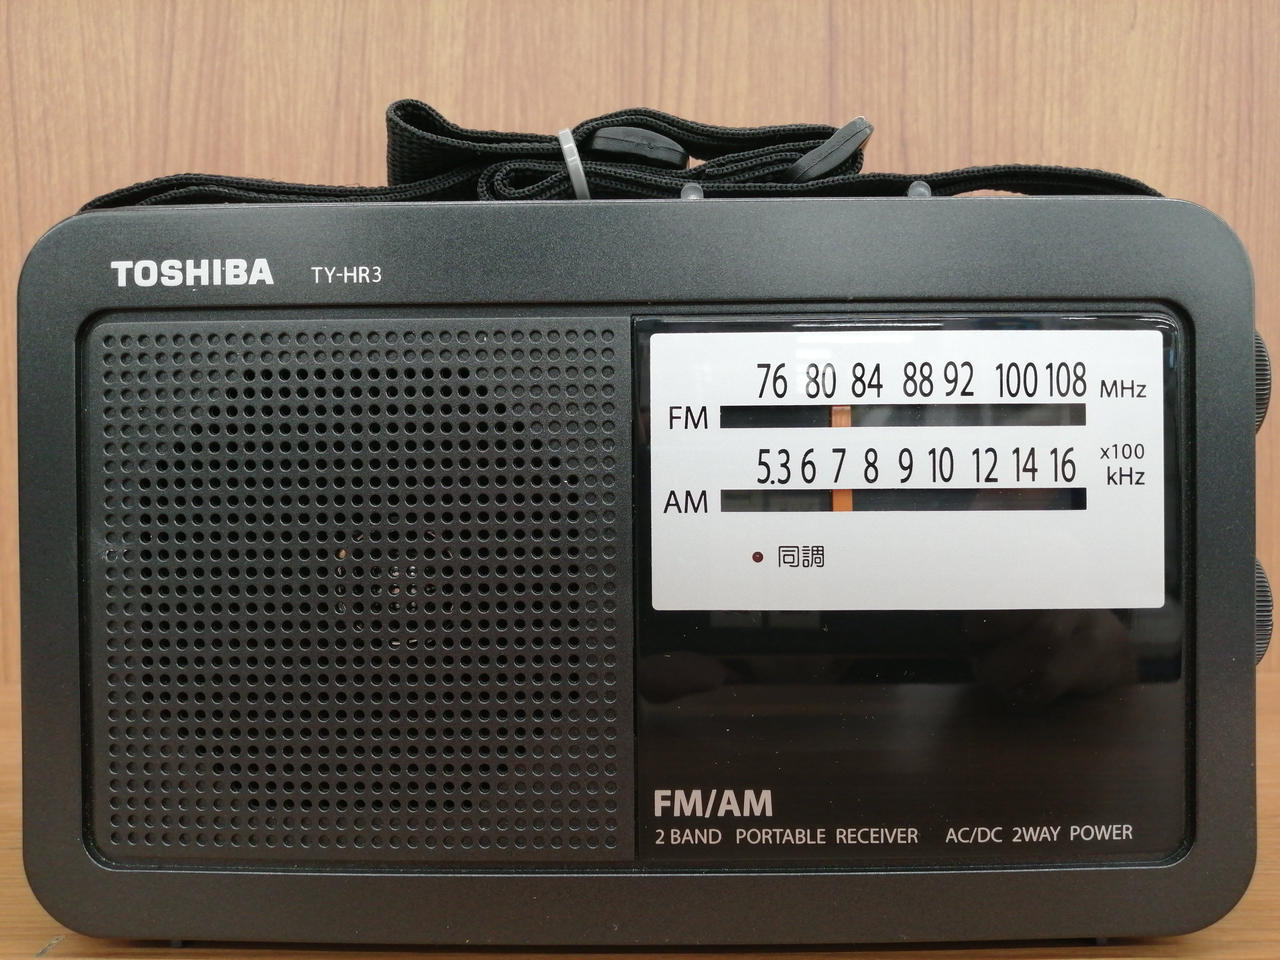 TOSHIBA TY-HR3
76 80 84 88 92 100 108 MHz
FM
5.3 6 7 8 9 10 12 14 16 x100 kHz
AM
同調
FM/AM
2 BAND PORTABLE RECEIVER AC/DC 2WAY POWER